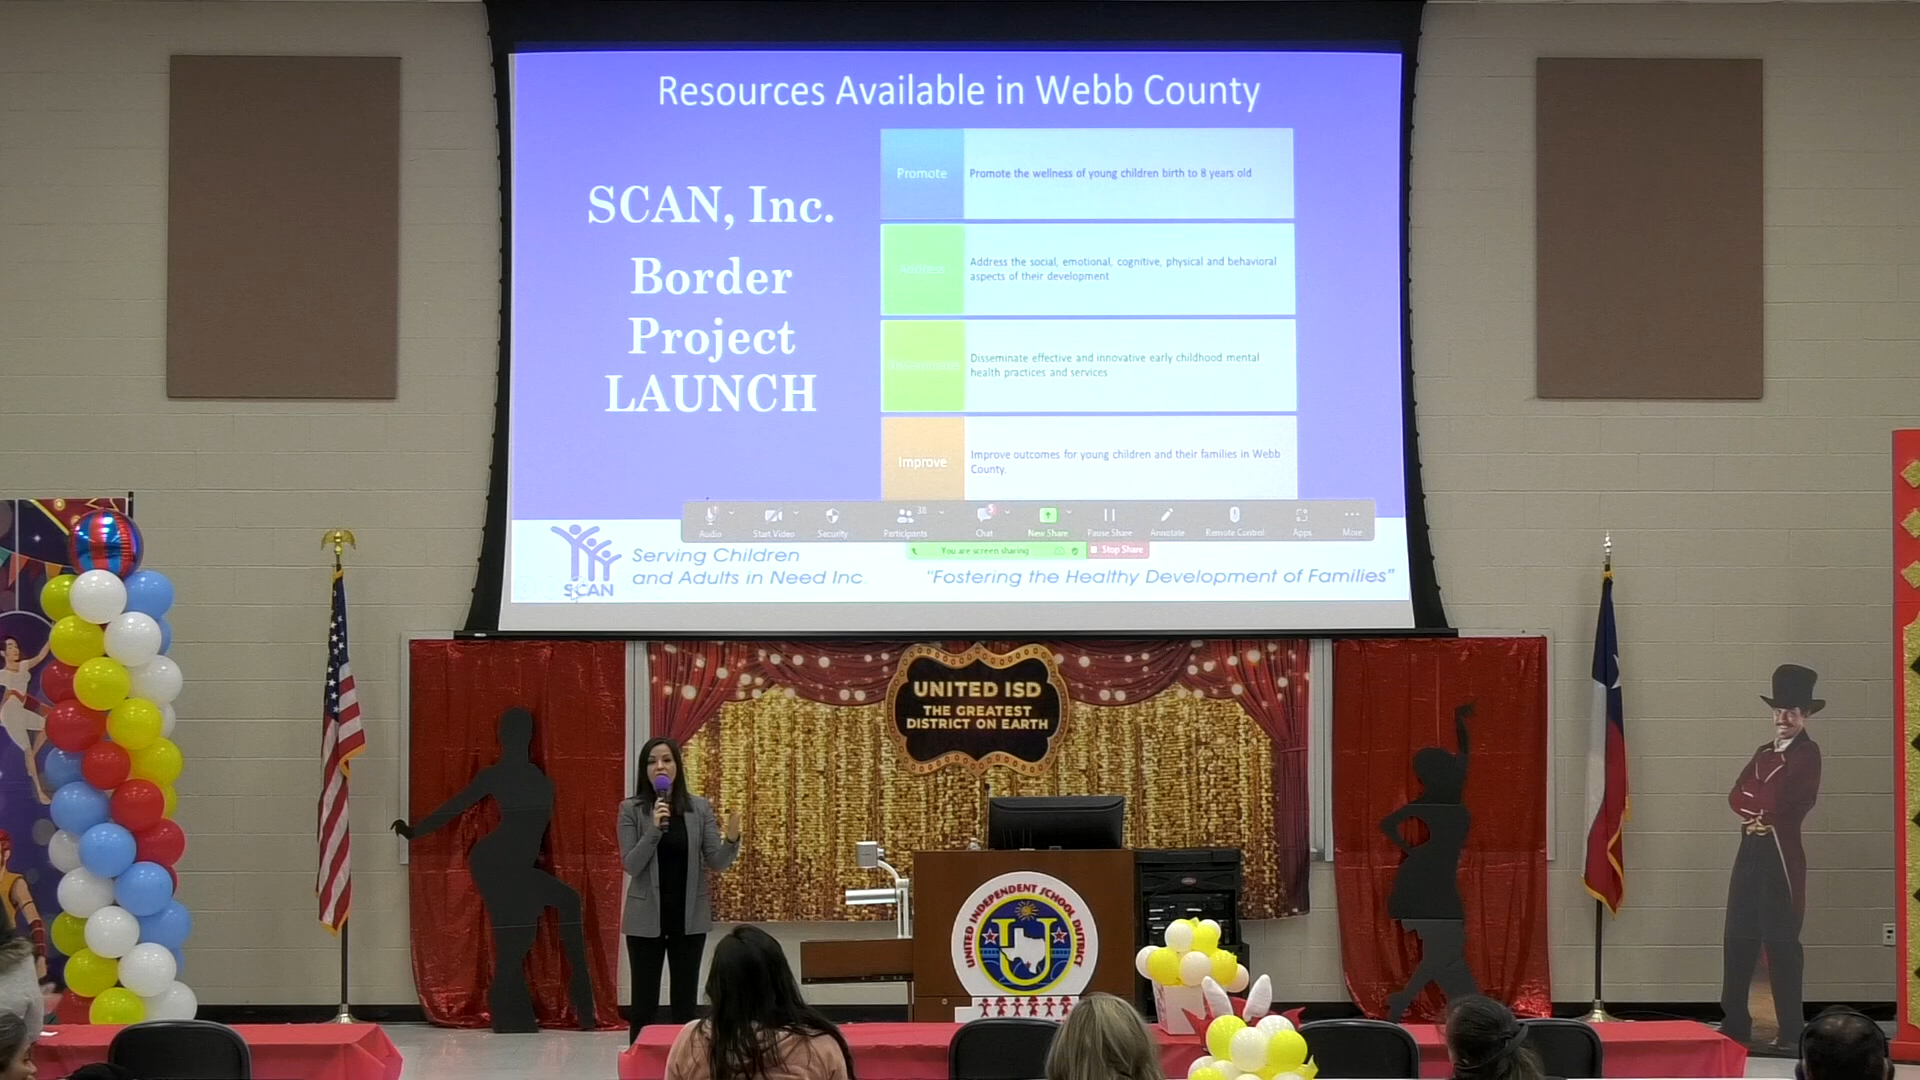 Resources Available in Webb County
SCAN, Inc.
Border
Project
LAUNCH
Promote
Promote the wellness of young children birth to 8 years old
Address
Address the social, emotional, cognitive, physical and behavioral
aspects of their development
Disseminate
Disseminate effective and innovative early childhood mental
health practices and services
Improve
Improve outcomes for young children and their families in Webb
County.
Audio
Start Video
Security
38
Participants
5
Chat
New Share
Pause Share
Annotate
Remote Control
Apps
More
You are screen sharing
Stop Share
SCAN
Serving Children
and Adults in Need Inc.
"Fostering the Healthy Development of Families"
UNITED ISD
THE GREATEST
DISTRICT ON EARTH
UNITED INDEPENDENT SCHOOL DISTRICT
U